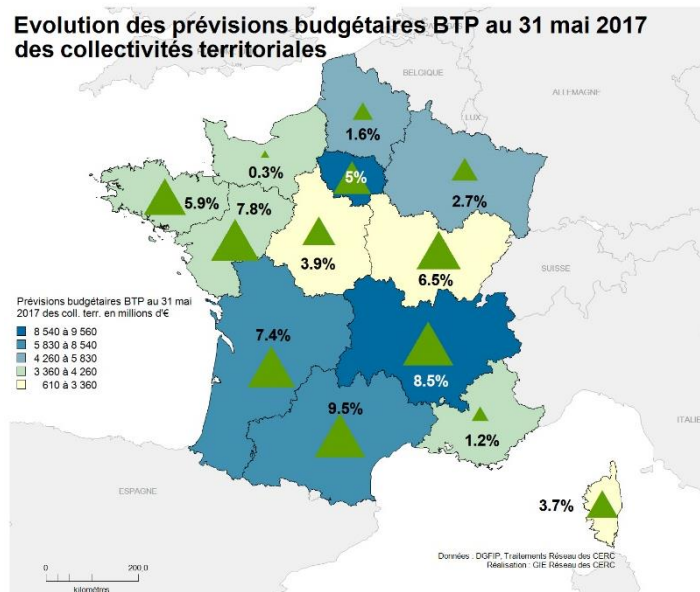 Evolution des prévisions budgétaires BTP au 31 mai 2017
des collectivités territoriales
BELGIQUE
ALLEMAGNE
LUX
1.6%
0.3%
5%
2.7%
5.9%
7.8%
3.9%
6.5%
SUISSE
Prévisions budgétaires BTP au 31 mai
2017 des coll. terr. en millions d'€
8 540 à 9 560
5 830 à 8 540
4 260 à 5 830
3 360 à 4 260
610 à 3 360
7.4%
8.5%
9.5%
1.2%
ITALIE
ESPAGNE
3.7%
Données : DGFIP, Traitements Réseau des CERC
Réalisation : GIE Réseau des CERC
0 200,0
kilomètres